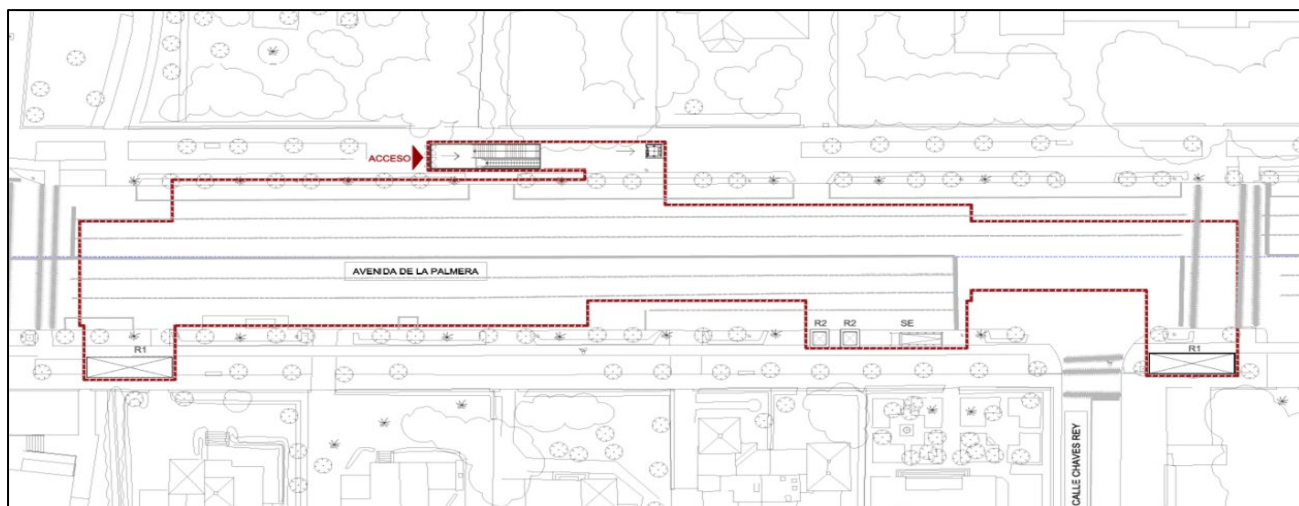 ACCESO
AVENIDA DE LA PALMERA
R2
R2
SE
R1
R1
CALLE CHAVES REY